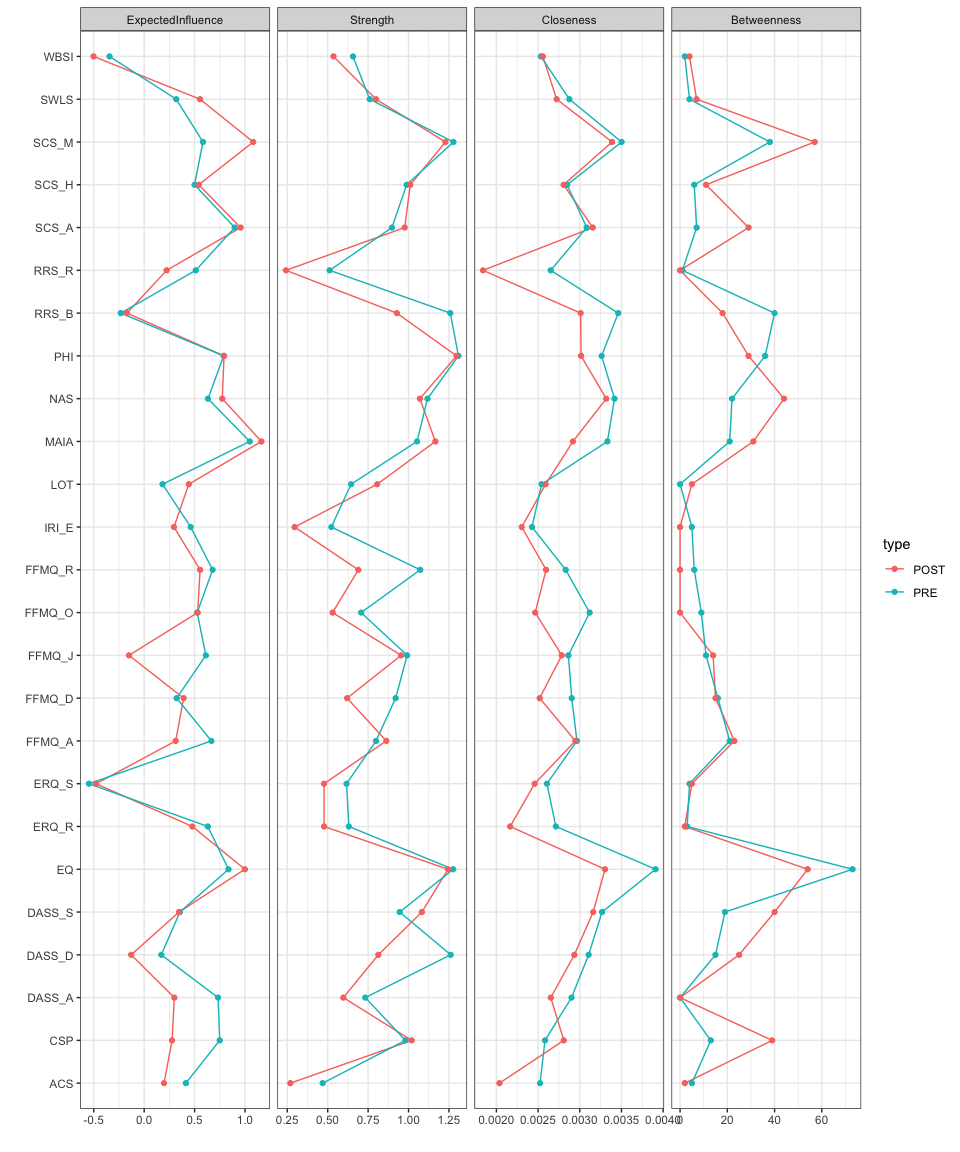 ExpectedInfluence Strength Closeness Betweenness
WBSI
SWLS
SCS_M
SCS_H
SCS_A
RRS_R
RRS_B
PHI
NAS
MAIA
LOT
IRI_E
FFMQ_R
FFMQ_O
FFMQ_J
FFMQ_D
FFMQ_A
ERQ_S
ERQ_R
EQ
DASS_S
DASS_D
DASS_A
CSP
ACS
type
POST
PRE
-0.5 0.0 0.5 1.0 0.25 0.50 0.75 1.00 1.25 0.0020 0.0025 0.0030 0.0035 0.0040 0 20 40 60